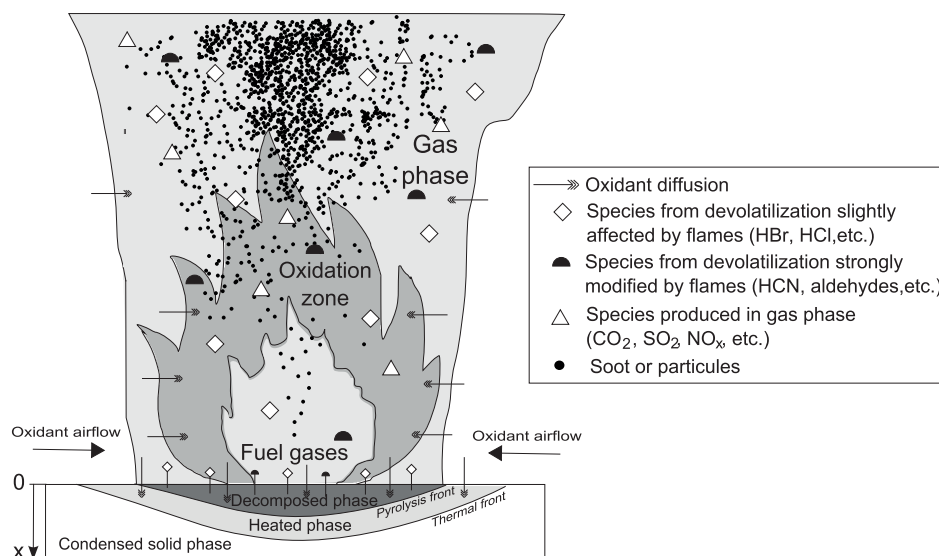 Gas
phase
Oxidation
zone
Fuel gases
Oxidant airflow
Oxidant airflow
0
Decomposed phase
Pyrolysis front
Heated phase
Thermal front
Condensed solid phase
x
Oxidant diffusion
Species from devolatilization slightly
affected by flames (HBr, HCl,etc.)
Species from devolatilization strongly
modified by flames (HCN, aldehydes,etc.)
Species produced in gas phase
(CO2, SO2, NOx, etc.)
Soot or particules